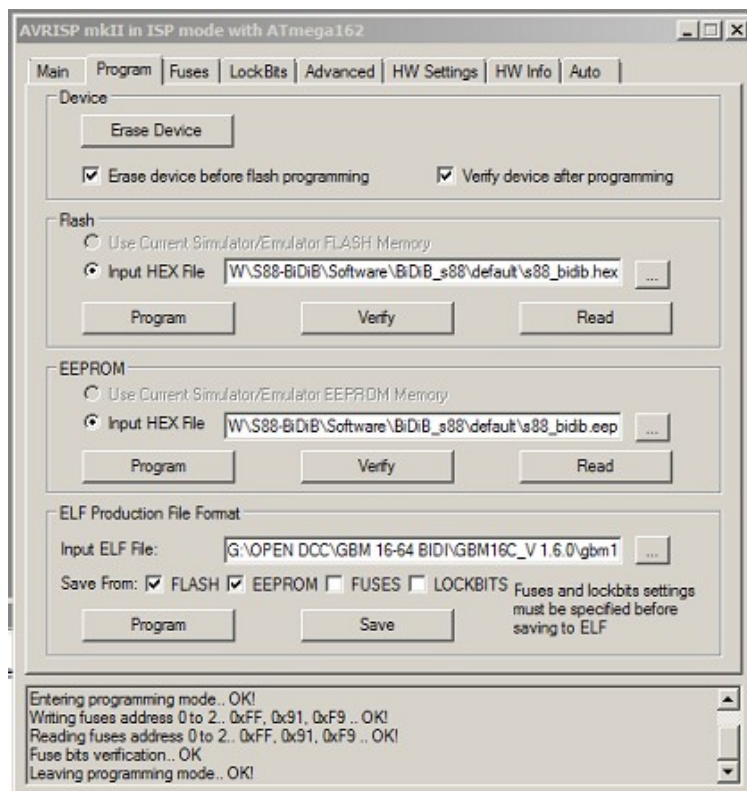 AVRISP mkII in ISP mode with ATmega162
Main Program Fuses LockBits Advanced HW Settings HW Info Auto
Device
Erase Device
Erase device before flash programming Verify device after programming
Flash
Use Current Simulator/Emulator FLASH Memory
Input HEX File W\S88-BiDiB\Software\BiDiB_s88\default\s88_bidib.hex ...
Program Verify Read
EEPROM
Use Current Simulator/Emulator EEPROM Memory
Input HEX File W\S88-BiDiB\Software\BiDiB_s88\default\s88_bidib.eep ...
Program Verify Read
ELF Production File Format
Input ELF File: G:\OPEN DCC\GBM 16-64 BIDI\GBM16C_V 1.6.0\gbm1 ...
Save From: FLASH EEPROM FUSES LOCKBITS Fuses and lockbits settings
must be specified before
Program Save saving to ELF
Entering programming mode.. OK!
Writing fuses address 0 to 2.. 0xFF, 0x91, 0xF9 .. OK!
Reading fuses address 0 to 2.. 0xFF, 0x91, 0xF9 .. OK!
Fuse bits verification.. OK
Leaving programming mode.. OK!